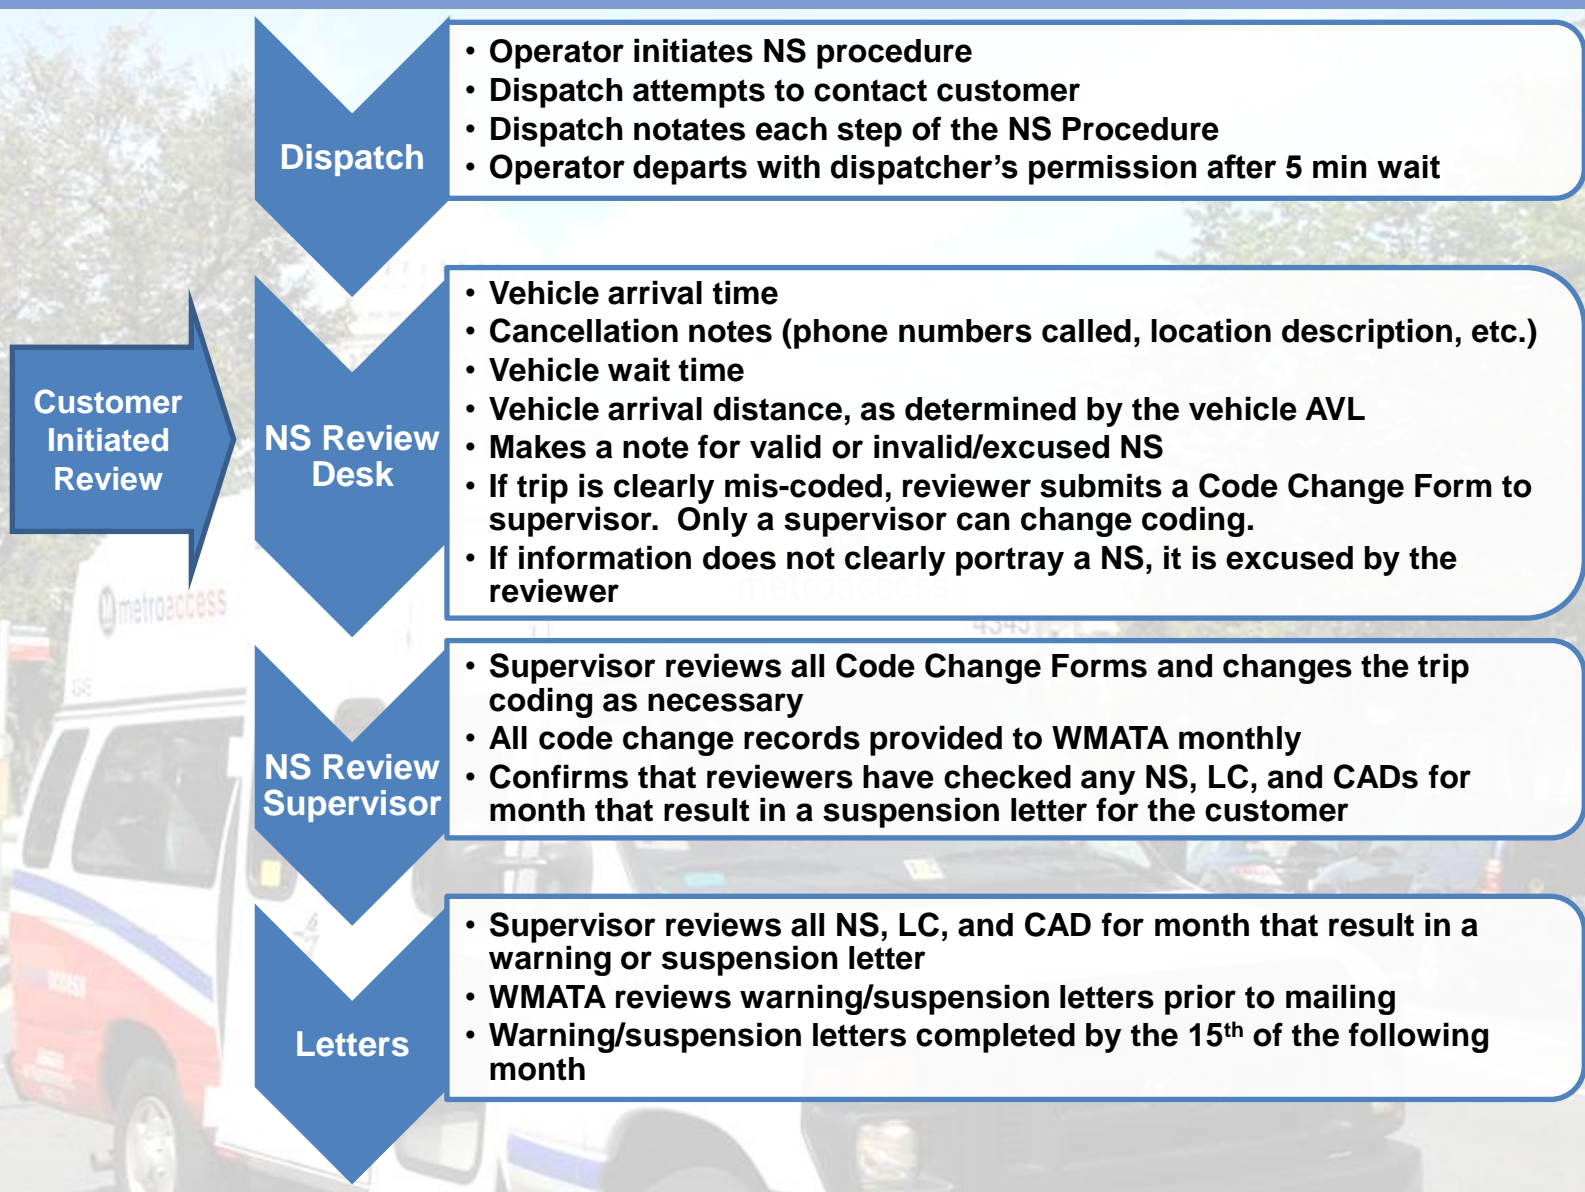 Dispatch
• Operator initiates NS procedure
• Dispatch attempts to contact customer
• Dispatch notates each step of the NS Procedure
• Operator departs with dispatcher’s permission after 5 min wait
Customer
Initiated
Review
NS Review
Desk
• Vehicle arrival time
• Cancellation notes (phone numbers called, location description, etc.)
• Vehicle wait time
• Vehicle arrival distance, as determined by the vehicle AVL
• Makes a note for valid or invalid/excused NS
• If trip is clearly mis-coded, reviewer submits a Code Change Form to
supervisor.  Only a supervisor can change coding.
• If information does not clearly portray a NS, it is excused by the
reviewer
metroaccess
metroaccess
4345
NS Review
Supervisor
• Supervisor reviews all Code Change Forms and changes the trip
coding as necessary
• All code change records provided to WMATA monthly
• Confirms that reviewers have checked any NS, LC, and CADs for
month that result in a suspension letter for the customer
Letters
• Supervisor reviews all NS, LC, and CAD for month that result in a
warning or suspension letter
• WMATA reviews warning/suspension letters prior to mailing
• Warning/suspension letters completed by the 15th of the following
month